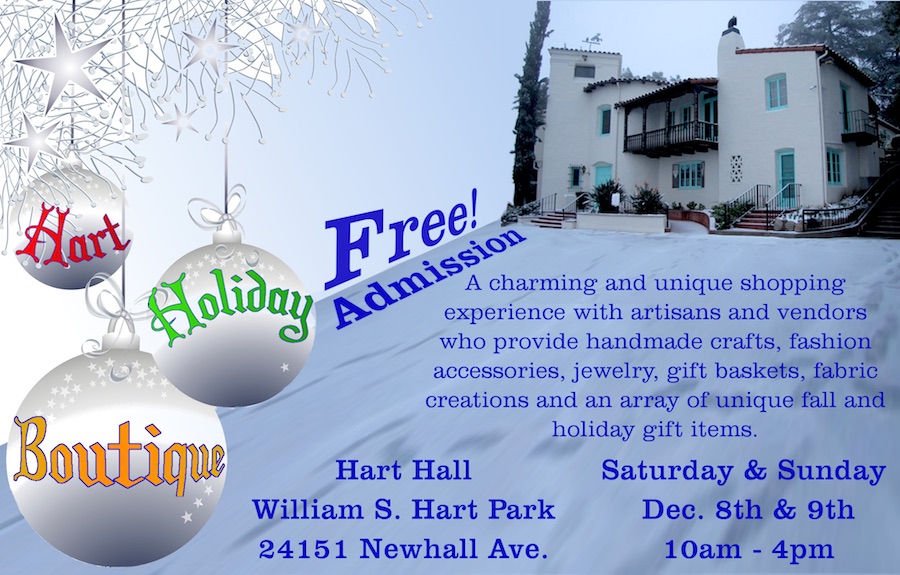 Hart
Holiday
Boutique
Free!
Admission
A charming and unique shopping
experience with artisans and vendors
who provide handmade crafts, fashion
accessories, jewelry, gift baskets, fabric
creations and an array of unique fall and
holiday gift items.
Hart Hall
William S. Hart Park
24151 Newhall Ave.
Saturday & Sunday
Dec. 8th & 9th
10am - 4pm